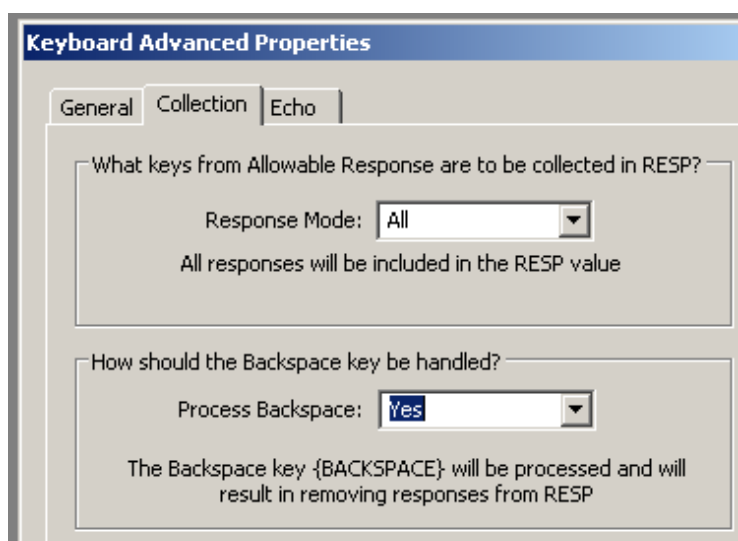 Keyboard Advanced Properties
General Collection Echo
What keys from Allowable Response are to be collected in RESP?
Response Mode: All
All responses will be included in the RESP value
How should the Backspace key be handled?
Process Backspace: Yes
The Backspace key {BACKSPACE} will be processed and will
result in removing responses from RESP